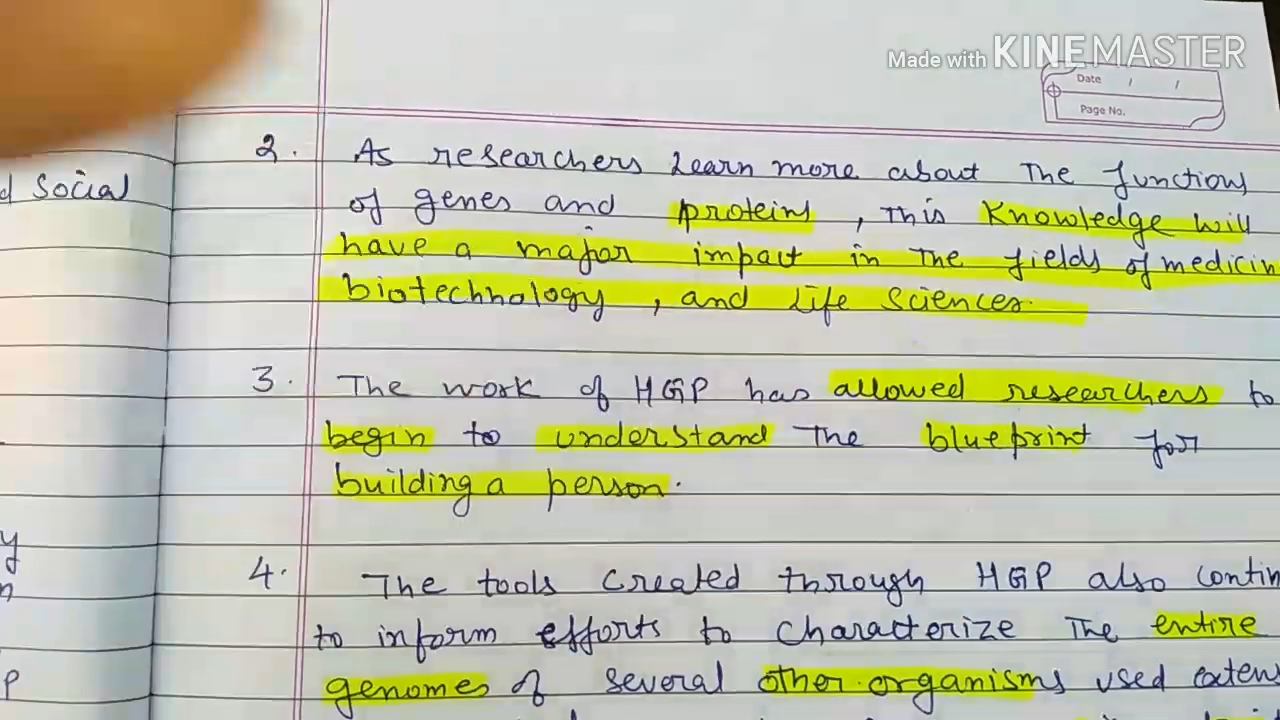 Made with KINEMASTER
Date / /
Page No.
d Social
2. As researchers learn more about The functions
of genes and proteins, This Knowledge will
have a major impact in The fields of medicin
biotechnology, and Life Sciences.
3. The work of HGP has allowed researchers to
begin to understand The blueprint for
building a person.
y
n
4. The tools created through HGP also contin
to inform efforts to characterize The entire
P
genomes of several other organisms used extens